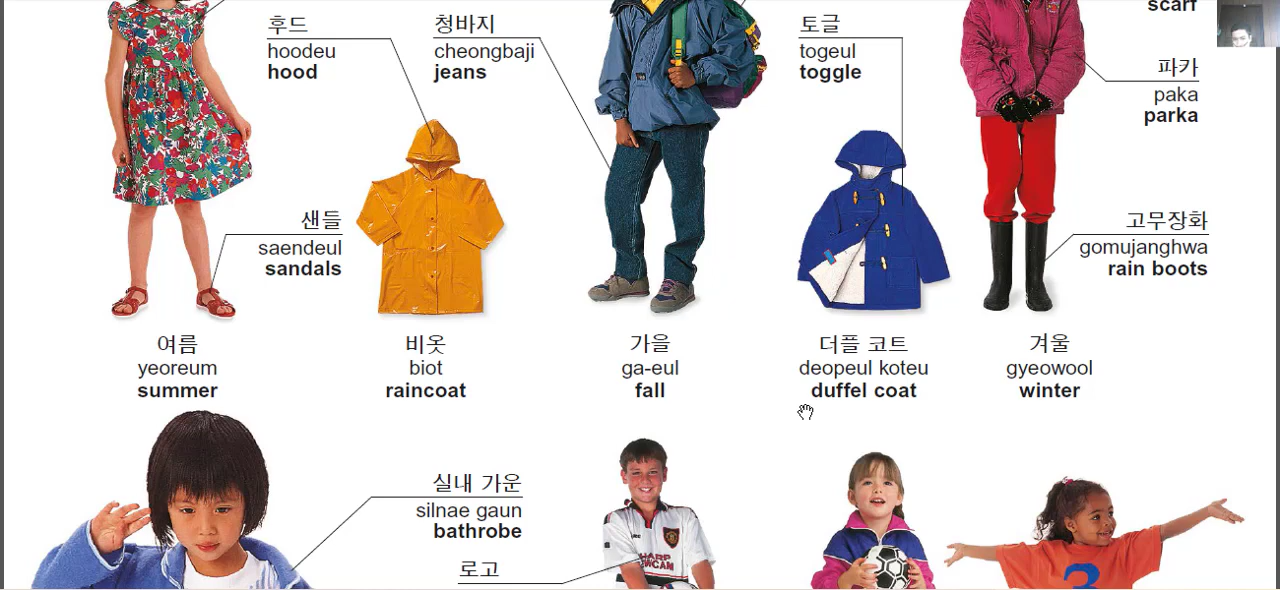 scarf
후드
hoodeu
hood
청바지
cheongbaji
jeans
토글
togeul
toggle
파카
paka
parka
샌들
saendeul
sandals
고무장화
gomujanghwa
rain boots
여름
yeoreum
summer
비옷
biot
raincoat
가을
ga-eul
fall
더플 코트
deopeul koteu
duffel coat
겨울
gyeowool
winter
실내 가운
silnae gaun
bathrobe
로고
3